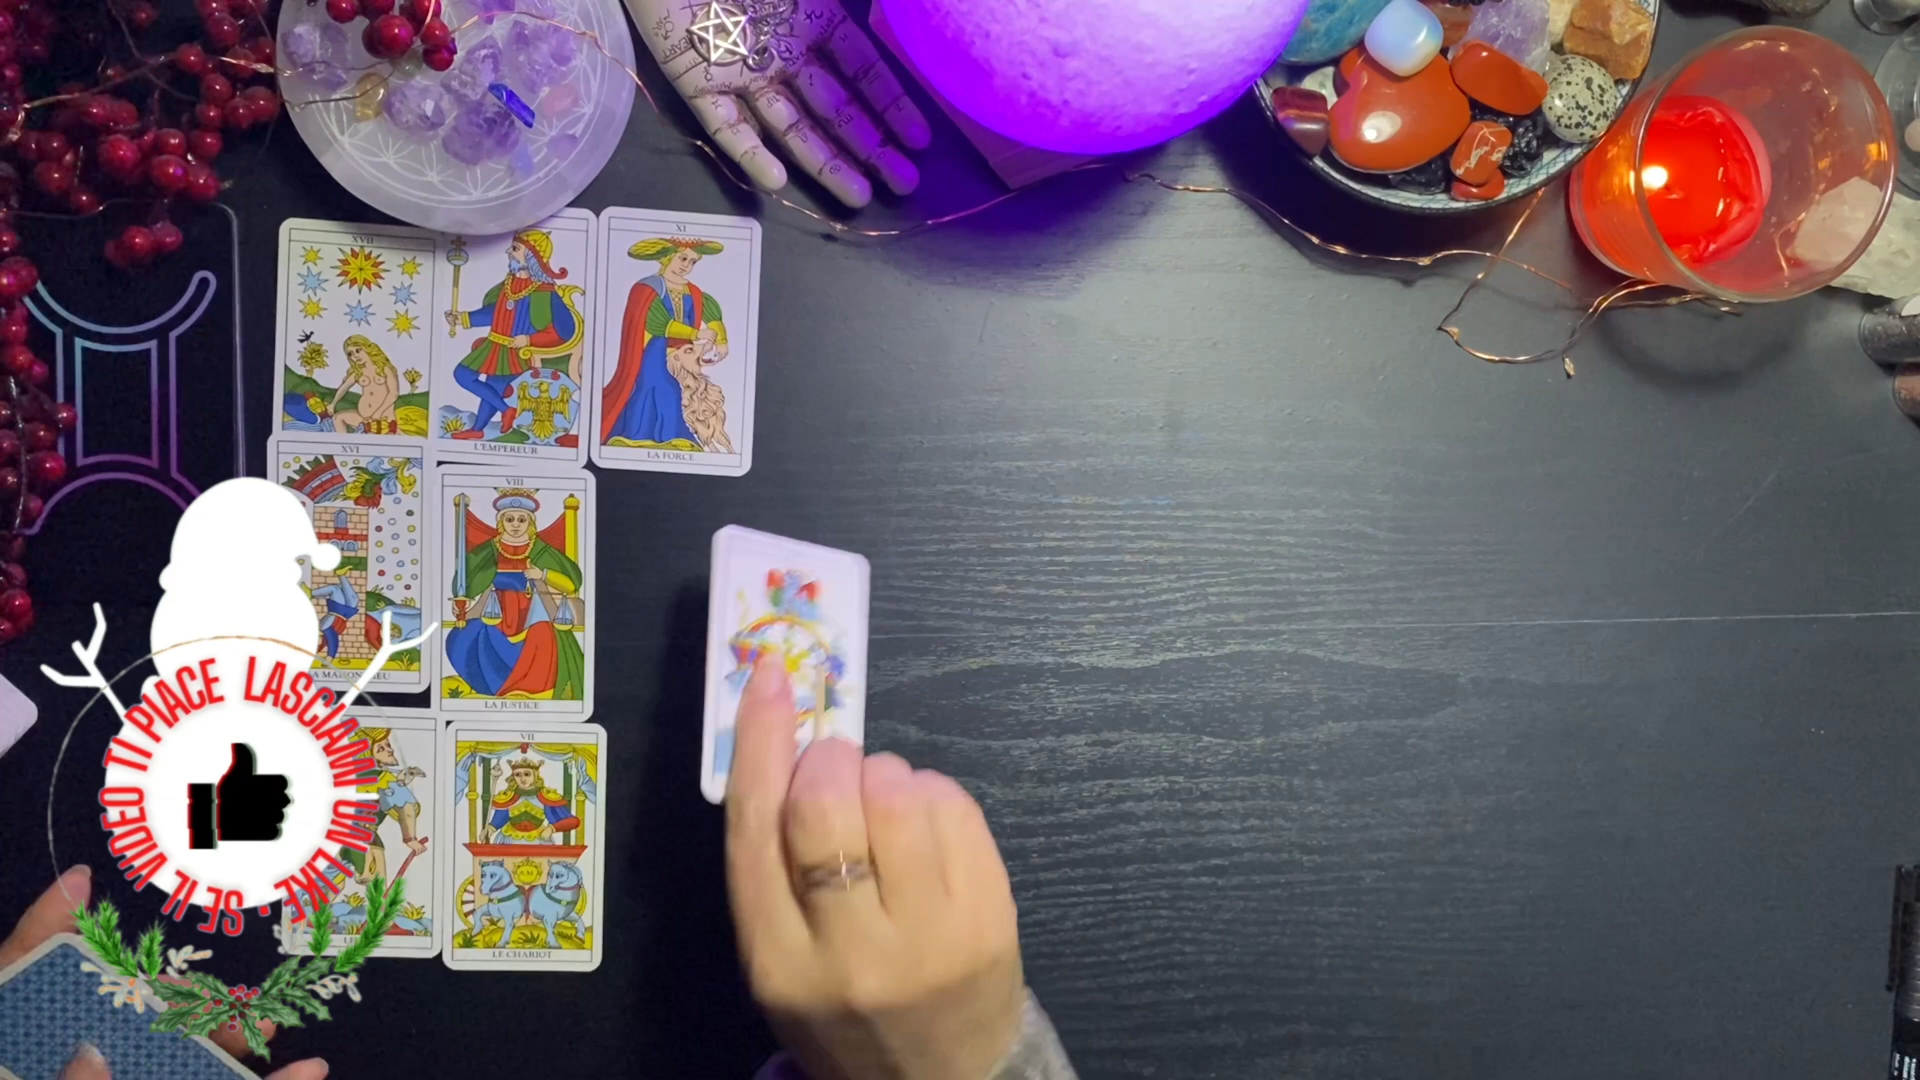 XVII
XI
L'EMPEREUR
LA FORCE
XVI
VIII
LA JUSTICE
VII
LE CHARIOT
SE IL VIDEO TI PIACE LASCIAMI UN LIKE •